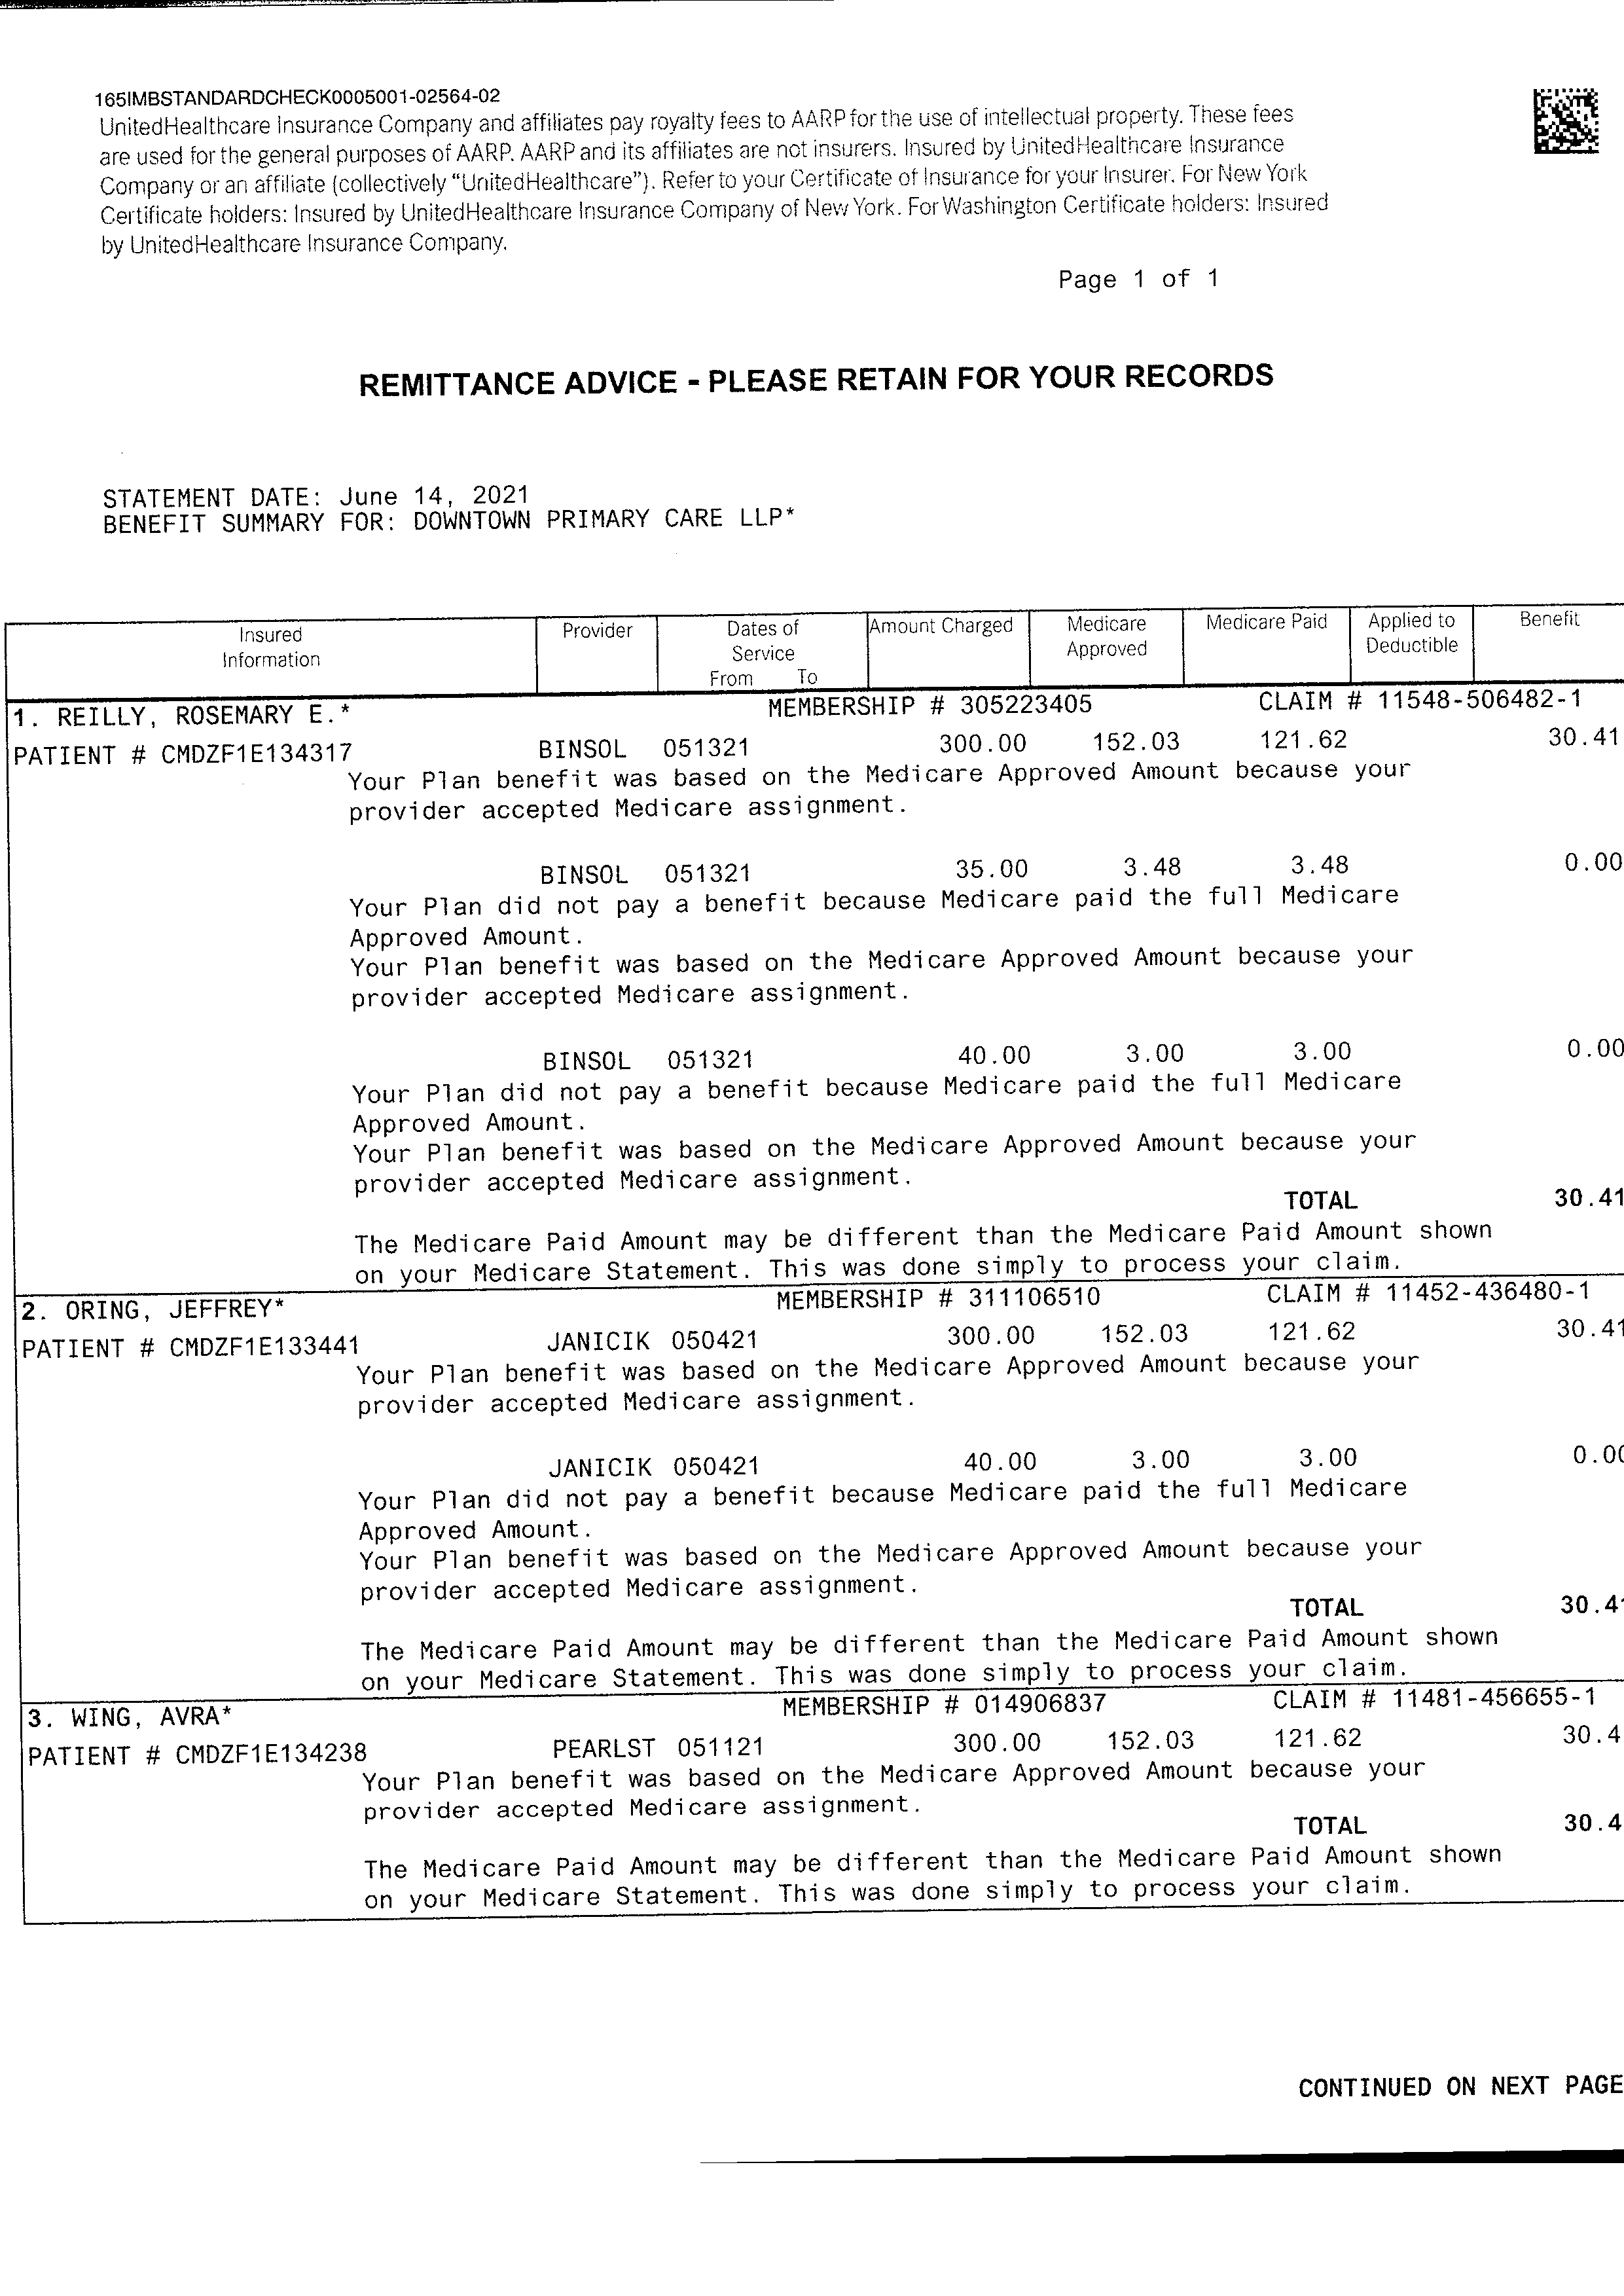 165IMBSTANDARDCHECK0005001-02564-02
UnitedHealthcare Insurance Company and affiliates pay royalty fees to AARP for the use of intellectual property. These fees
are used for the general purposes of AARP. AARP and its affiliates are not insurers. Insured by UnitedHealthcare Insurance
Company or an affiliate (collectively “UnitedHealthcare”). Refer to your Certificate of Insurance for your Insurer. For New York
Certificate holders: Insured by UnitedHealthcare Insurance Company of New York. For Washington Certificate holders: Insured
by UnitedHealthcare Insurance Company.
Page 1 of 1
REMITTANCE ADVICE - PLEASE RETAIN FOR YOUR RECORDS
STATEMENT DATE: June 14, 2021
BENEFIT SUMMARY FOR: DOWNTOWN PRIMARY CARE LLP*
Insured Information Provider Dates of Service From To Amount Charged Medicare Approved Medicare Paid Applied to Deductible Benefit
1. REILLY, ROSEMARY E.* MEMBERSHIP # 305223405 CLAIM # 11548-506482-1
PATIENT # CMDZF1E134317 BINSOL 051321 300.00 152.03 121.62 30.41
Your Plan benefit was based on the Medicare Approved Amount because your
provider accepted Medicare assignment.
BINSOL 051321 35.00 3.48 3.48 0.00
Your Plan did not pay a benefit because Medicare paid the full Medicare
Approved Amount.
Your Plan benefit was based on the Medicare Approved Amount because your
provider accepted Medicare assignment.
BINSOL 051321 40.00 3.00 3.00 0.00
Your Plan did not pay a benefit because Medicare paid the full Medicare
Approved Amount.
Your Plan benefit was based on the Medicare Approved Amount because your
provider accepted Medicare assignment.
TOTAL 30.41
The Medicare Paid Amount may be different than the Medicare Paid Amount shown
on your Medicare Statement. This was done simply to process your claim.
2. ORING, JEFFREY* MEMBERSHIP # 311106510 CLAIM # 11452-436480-1
PATIENT # CMDZF1E133441 JANICIK 050421 300.00 152.03 121.62 30.41
Your Plan benefit was based on the Medicare Approved Amount because your
provider accepted Medicare assignment.
JANICIK 050421 40.00 3.00 3.00 0.00
Your Plan did not pay a benefit because Medicare paid the full Medicare
Approved Amount.
Your Plan benefit was based on the Medicare Approved Amount because your
provider accepted Medicare assignment.
TOTAL 30.41
The Medicare Paid Amount may be different than the Medicare Paid Amount shown
on your Medicare Statement. This was done simply to process your claim.
3. WING, AVRA* MEMBERSHIP # 014906837 CLAIM # 11481-456655-1
PATIENT # CMDZF1E134238 PEARLST 051121 300.00 152.03 121.62 30.4
Your Plan benefit was based on the Medicare Approved Amount because your
provider accepted Medicare assignment.
TOTAL 30.4
The Medicare Paid Amount may be different than the Medicare Paid Amount shown
on your Medicare Statement. This was done simply to process your claim.
CONTINUED ON NEXT PAGE